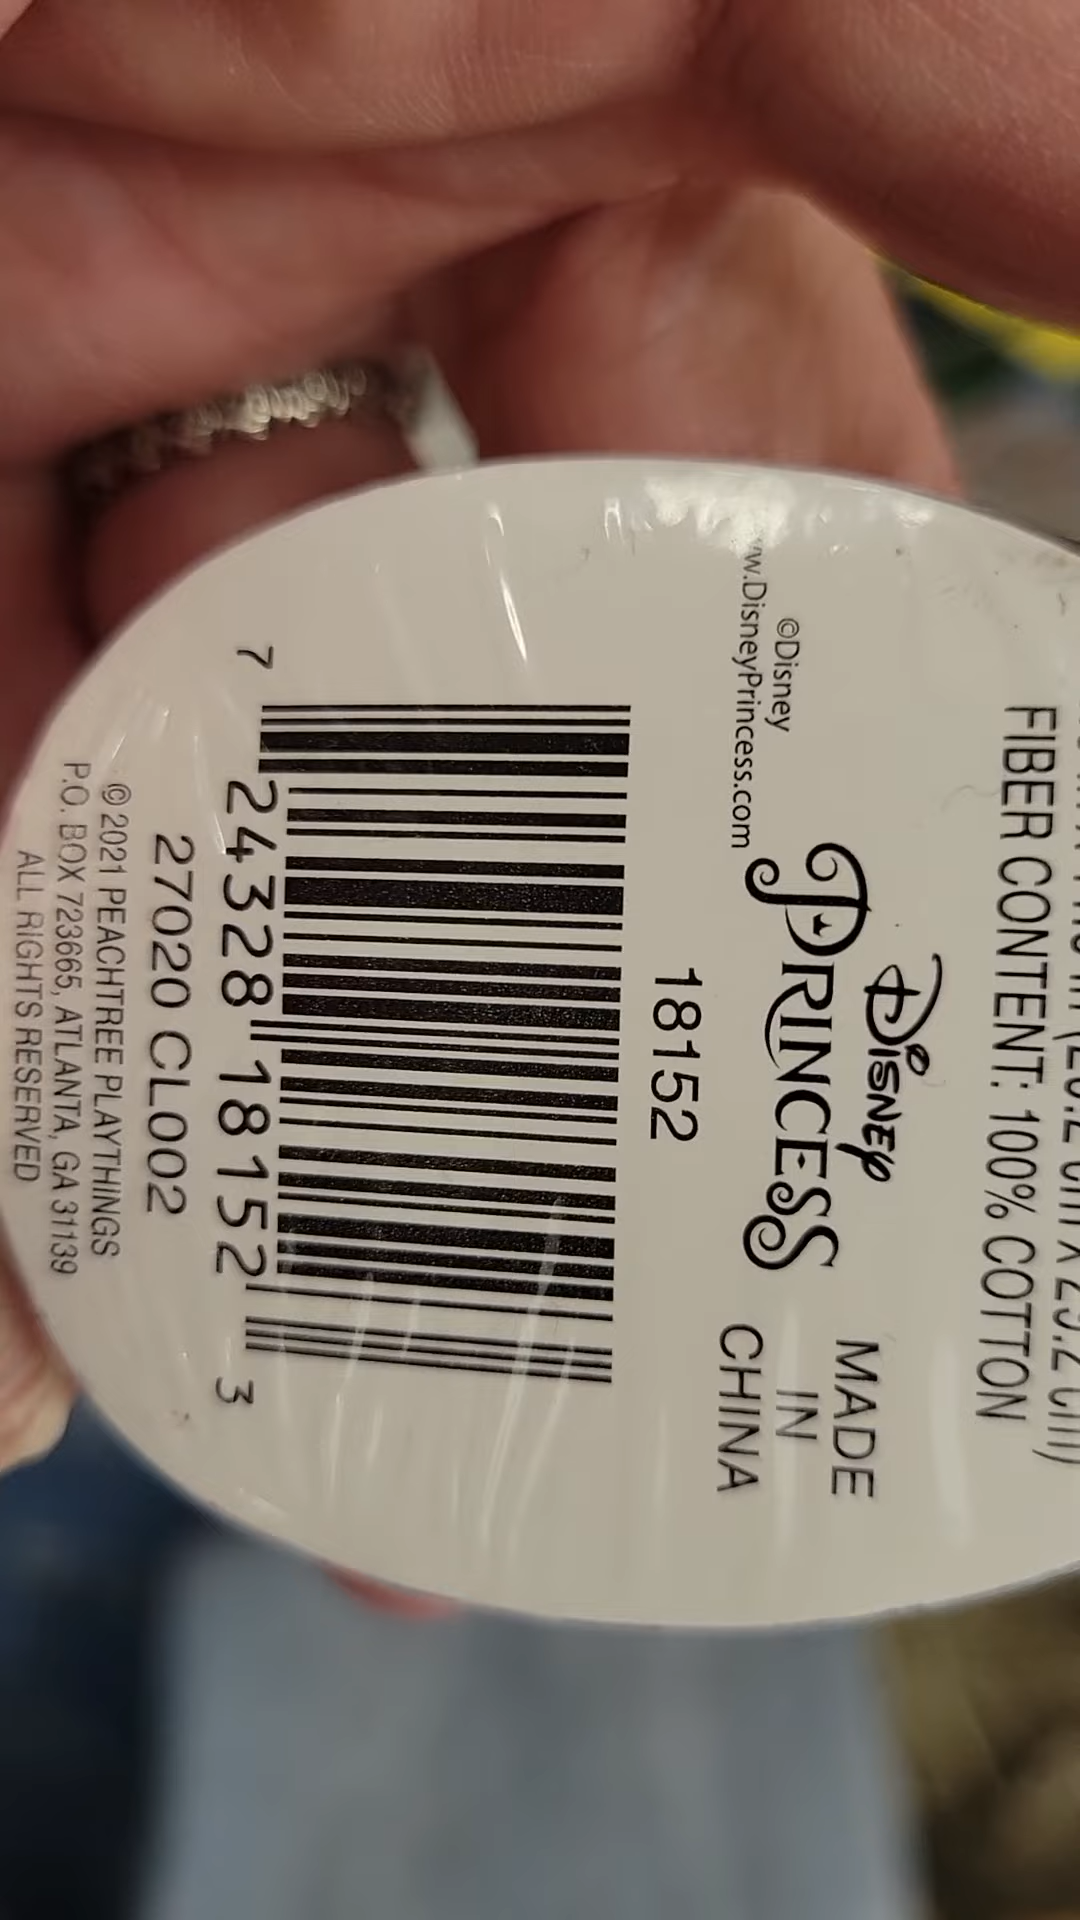 FIBER CONTENT: 100% COTTON
©Disney
w.DisneyPrincess.com
Disney
PRINCESS
MADE
IN
CHINA
18152
7 24328 18152 3
27020 CL002
© 2021 PEACHTREE PLAYTHINGS
P.O. BOX 723665, ATLANTA, GA 31139
ALL RIGHTS RESERVED